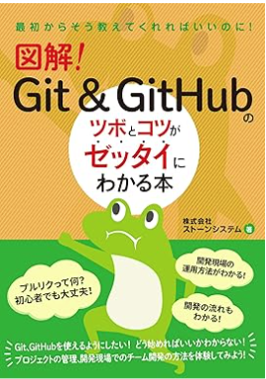 最初からそう教えてくれればいいのに!
図解!
Git & GitHubの
ツボとコツが
ゼッタイに
わかる本
株式会社
ストーンシステム 著
プルリクって何?
初心者でも大丈夫!
開発現場の
運用方法がわかる!
開発の流れも
わかる!
Git、GitHubを使えるようにしたい! どう始めればいいかわからない!
プロジェクトの管理、開発現場でのチーム開発の方法を体験してみよう!